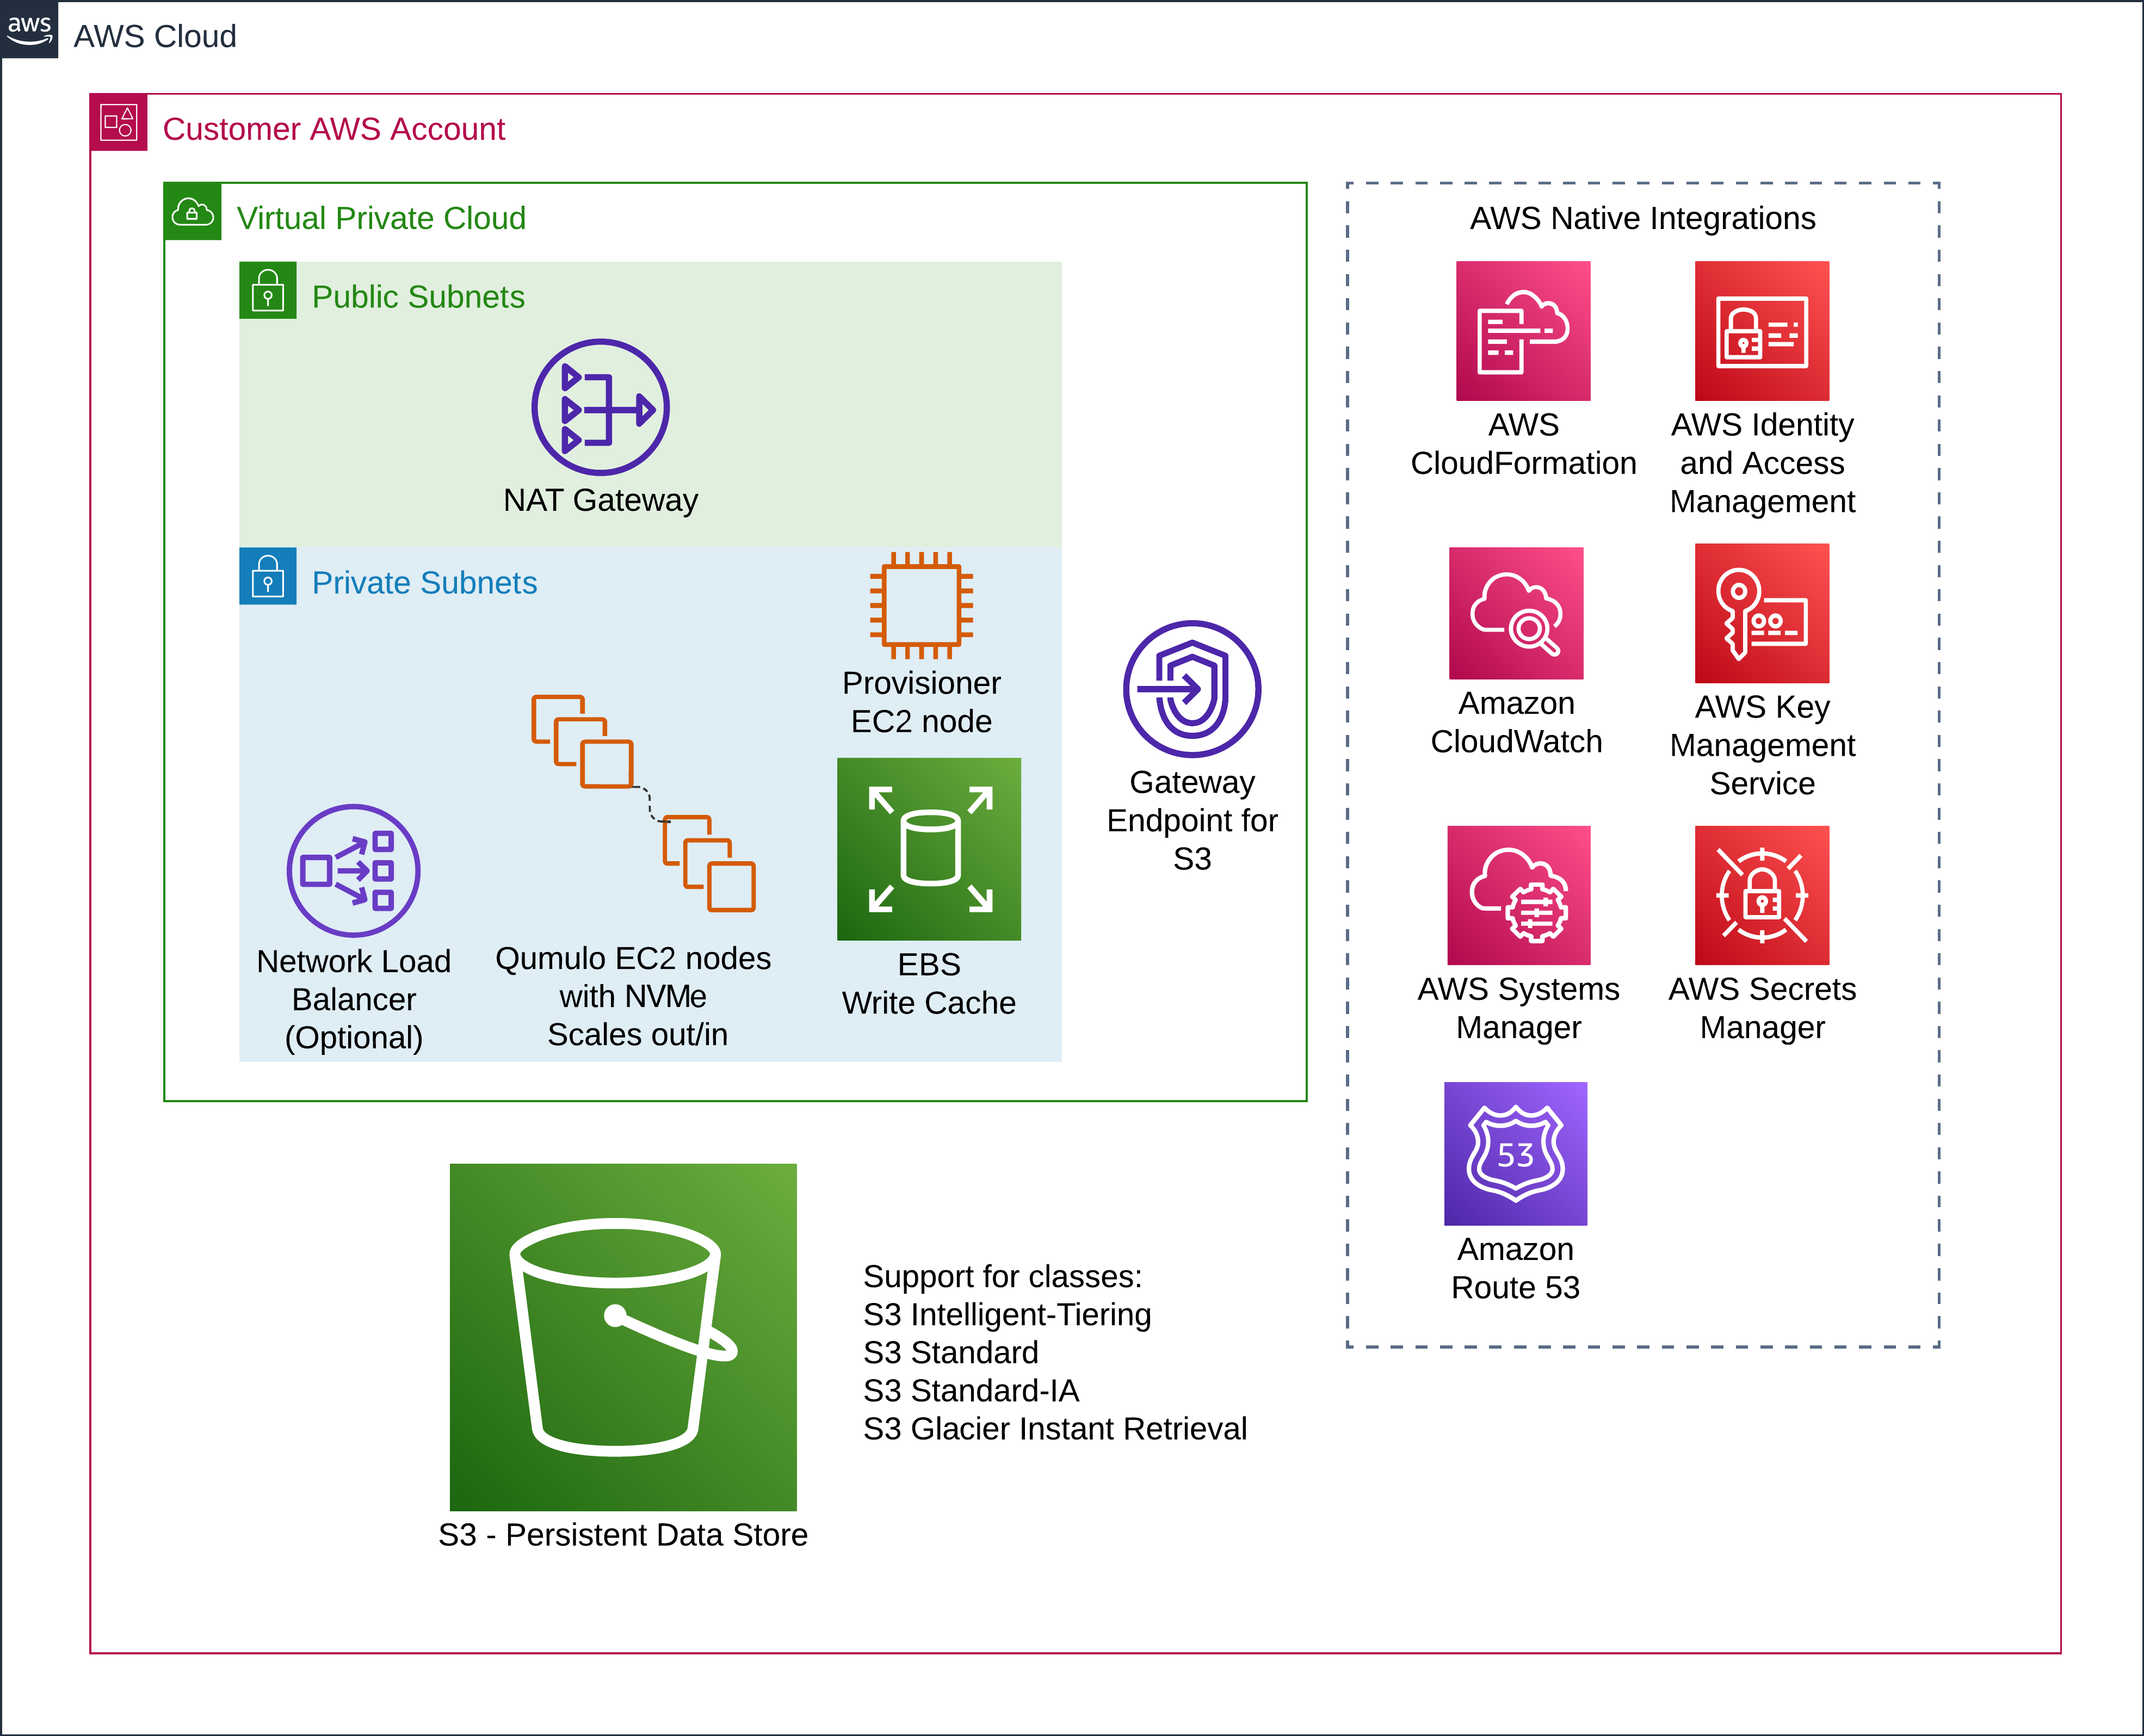 aws
AWS Cloud
Customer AWS Account
Virtual Private Cloud
Public Subnets
NAT Gateway
Private Subnets
Provisioner
EC2 node
Network Load
Balancer
(Optional)
Qumulo EC2 nodes
with NVMe
Scales out/in
EBS
Write Cache
Gateway
Endpoint for
S3
S3 - Persistent Data Store
Support for classes:
S3 Intelligent-Tiering
S3 Standard
S3 Standard-IA
S3 Glacier Instant Retrieval
AWS Native Integrations
AWS
CloudFormation
AWS Identity
and Access
Management
Amazon
CloudWatch
AWS Key
Management
Service
AWS Systems
Manager
AWS Secrets
Manager
53
Amazon
Route 53